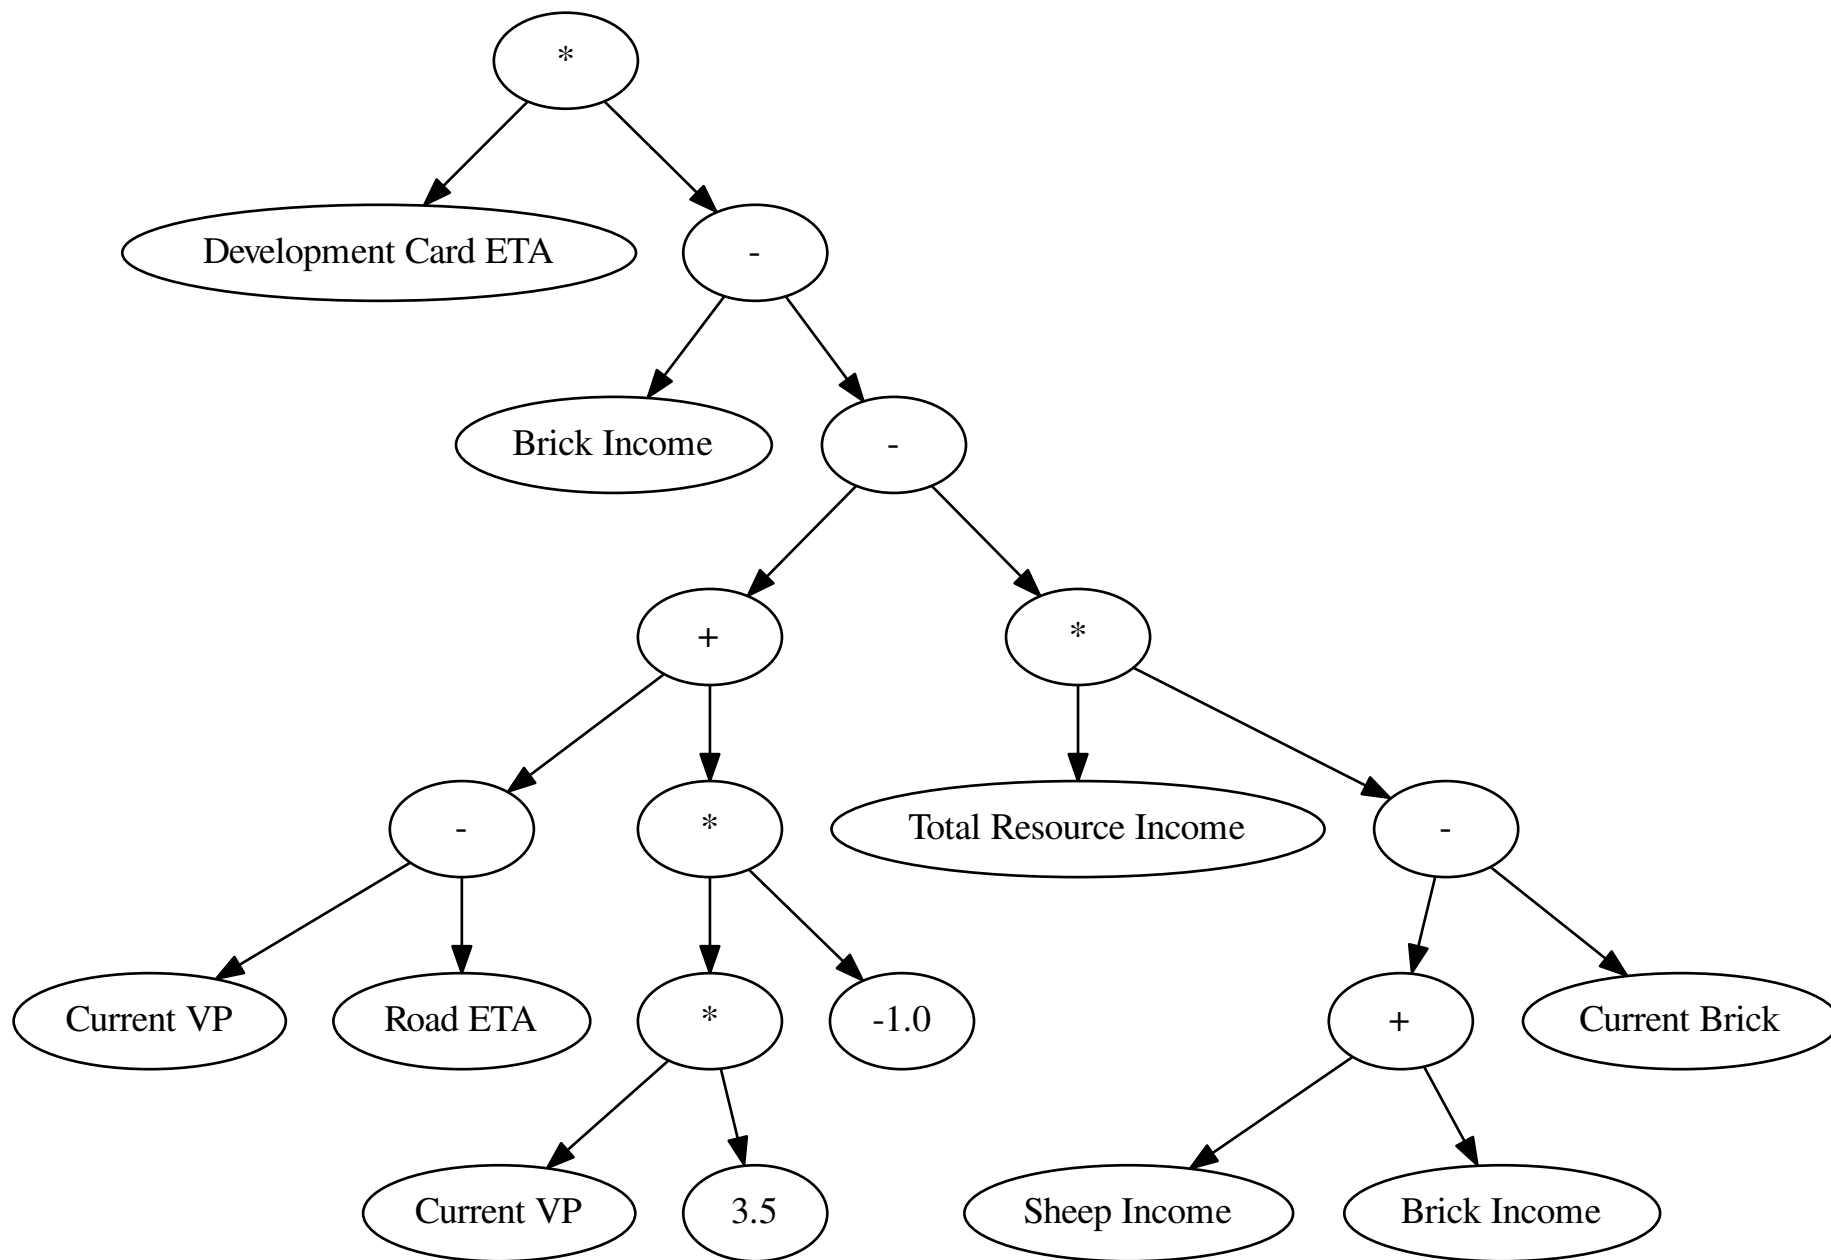 *
Development Card ETA
-
Brick Income
-
+
*
-
*
Total Resource Income
-
Current VP
Road ETA
*
-1.0
+
Current Brick
Current VP
3.5
Sheep Income
Brick Income